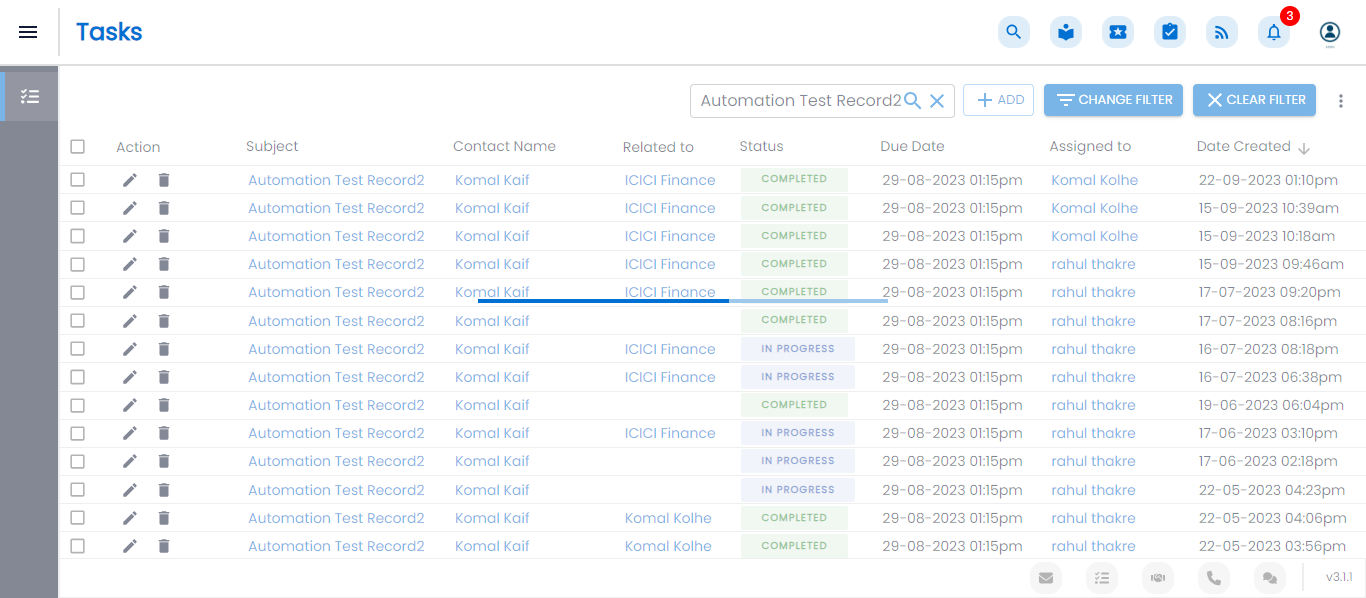 Tasks
3
Automation Test Record2
ADD
CHANGE FILTER
CLEAR FILTER
Action Subject Contact Name Related to Status Due Date Assigned to Date Created
Automation Test Record2 Komal Kaif ICICI Finance COMPLETED 29-08-2023 01:15pm Komal Kolhe 22-09-2023 01:10pm
Automation Test Record2 Komal Kaif ICICI Finance COMPLETED 29-08-2023 01:15pm Komal Kolhe 15-09-2023 10:39am
Automation Test Record2 Komal Kaif ICICI Finance COMPLETED 29-08-2023 01:15pm Komal Kolhe 15-09-2023 10:18am
Automation Test Record2 Komal Kaif ICICI Finance COMPLETED 29-08-2023 01:15pm rahul thakre 15-09-2023 09:46am
Automation Test Record2 Komal Kaif ICICI Finance COMPLETED 29-08-2023 01:15pm rahul thakre 17-07-2023 09:20pm
Automation Test Record2 Komal Kaif COMPLETED 29-08-2023 01:15pm rahul thakre 17-07-2023 08:16pm
Automation Test Record2 Komal Kaif ICICI Finance IN PROGRESS 29-08-2023 01:15pm rahul thakre 16-07-2023 08:18pm
Automation Test Record2 Komal Kaif ICICI Finance IN PROGRESS 29-08-2023 01:15pm rahul thakre 16-07-2023 06:38pm
Automation Test Record2 Komal Kaif COMPLETED 29-08-2023 01:15pm rahul thakre 19-06-2023 06:04pm
Automation Test Record2 Komal Kaif ICICI Finance IN PROGRESS 29-08-2023 01:15pm rahul thakre 17-06-2023 03:10pm
Automation Test Record2 Komal Kaif IN PROGRESS 29-08-2023 01:15pm rahul thakre 17-06-2023 02:18pm
Automation Test Record2 Komal Kaif IN PROGRESS 29-08-2023 01:15pm rahul thakre 22-05-2023 04:23pm
Automation Test Record2 Komal Kaif Komal Kolhe COMPLETED 29-08-2023 01:15pm rahul thakre 22-05-2023 04:06pm
Automation Test Record2 Komal Kaif Komal Kolhe COMPLETED 29-08-2023 01:15pm rahul thakre 22-05-2023 03:56pm
v3.1.1